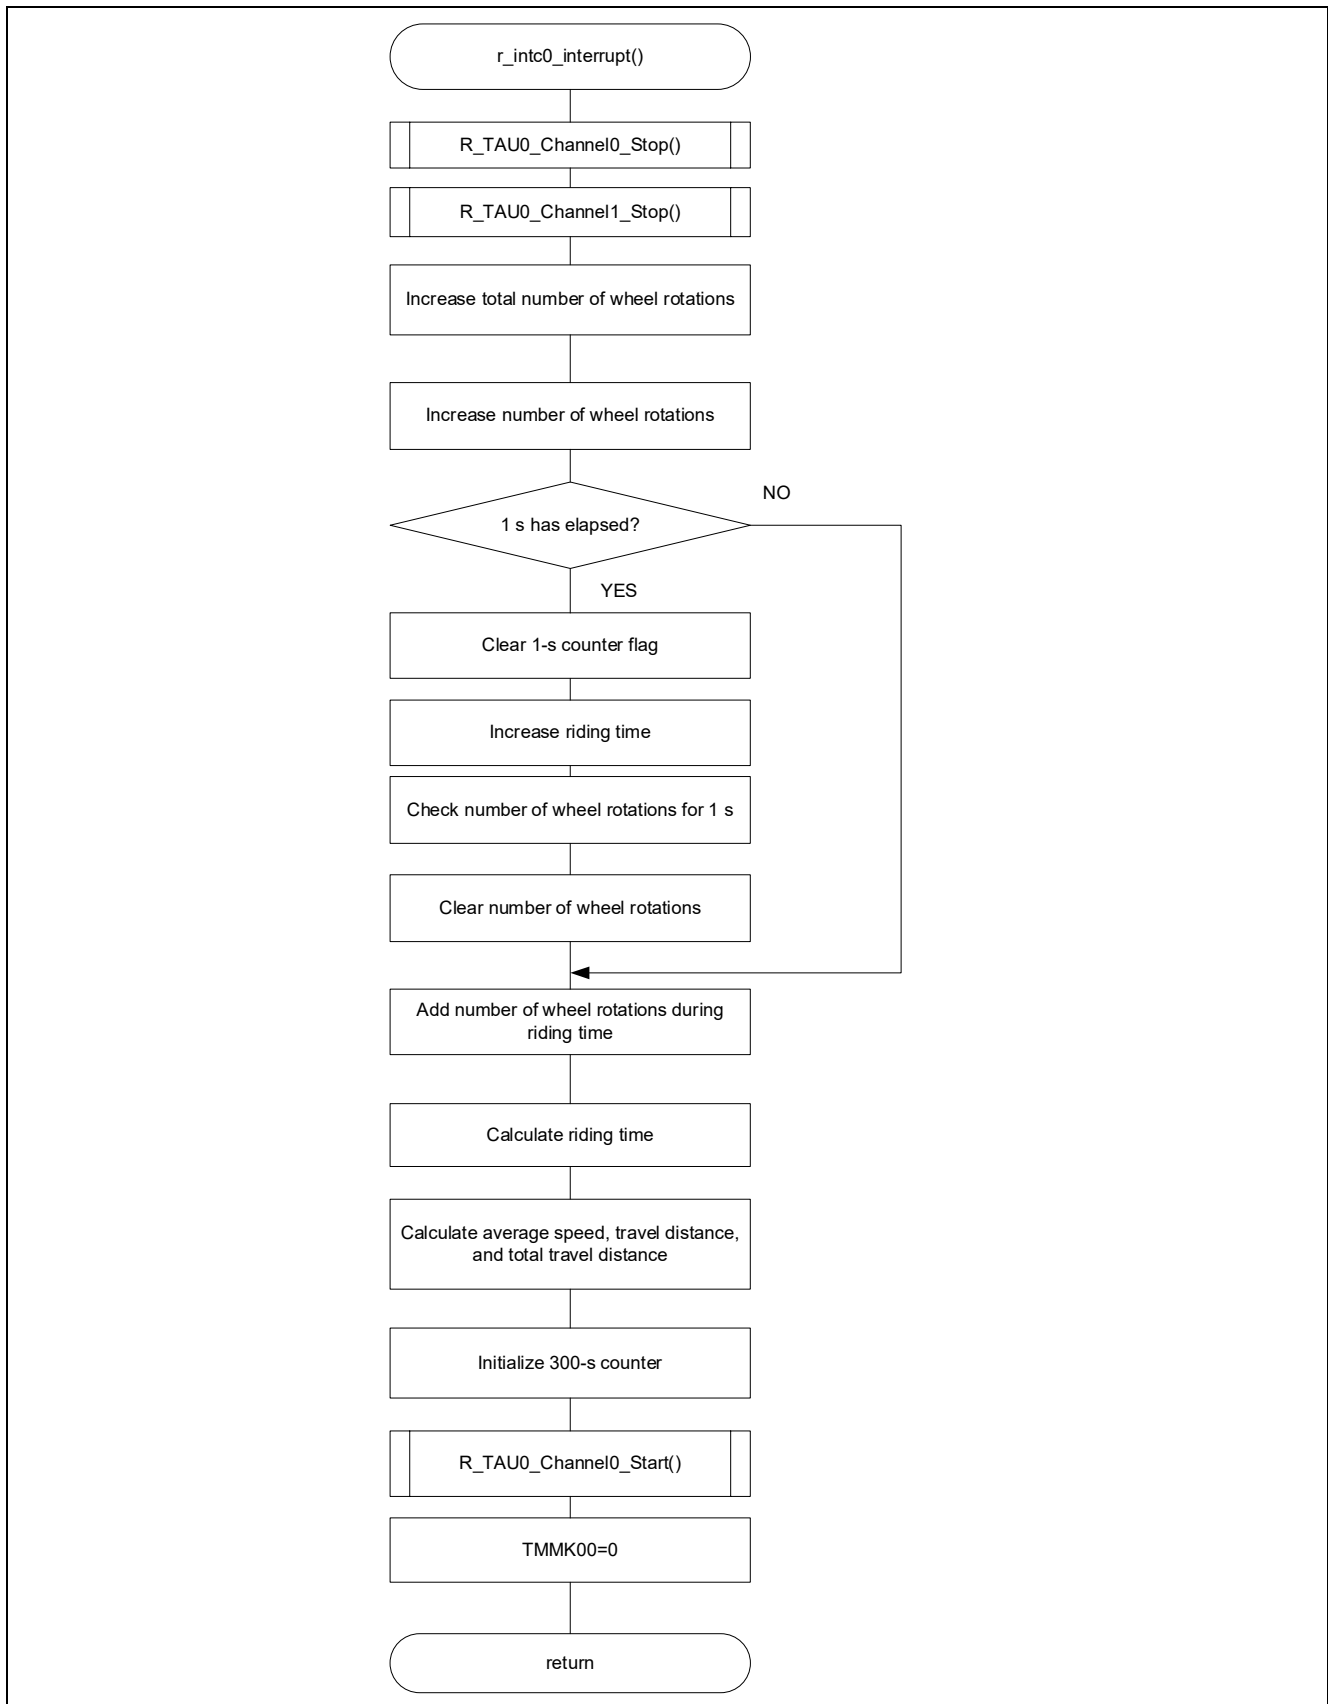 r_intc0_interrupt()
R_TAU0_Channel0_Stop()
R_TAU0_Channel1_Stop()
Increase total number of wheel rotations
Increase number of wheel rotations
NO
1 s has elapsed?
YES
Clear 1-s counter flag
Increase riding time
Check number of wheel rotations for 1 s
Clear number of wheel rotations
Add number of wheel rotations during
riding time
Calculate riding time
Calculate average speed, travel distance,
and total travel distance
Initialize 300-s counter
R_TAU0_Channel0_Start()
TMMK00=0
return